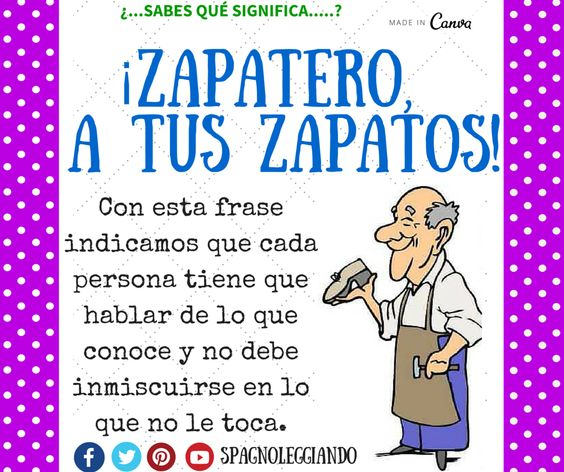 ¿...SABES QUÉ SIGNIFICA.....?
MADE IN Canva
¡ZAPATERO,
A TUS ZAPATOS!
Con esta frase
indicamos que cada
persona tiene que
hablar de lo que
conoce y no debe
inmiscuirse en lo
que no le toca.
SPAGNOLEGGIANDO